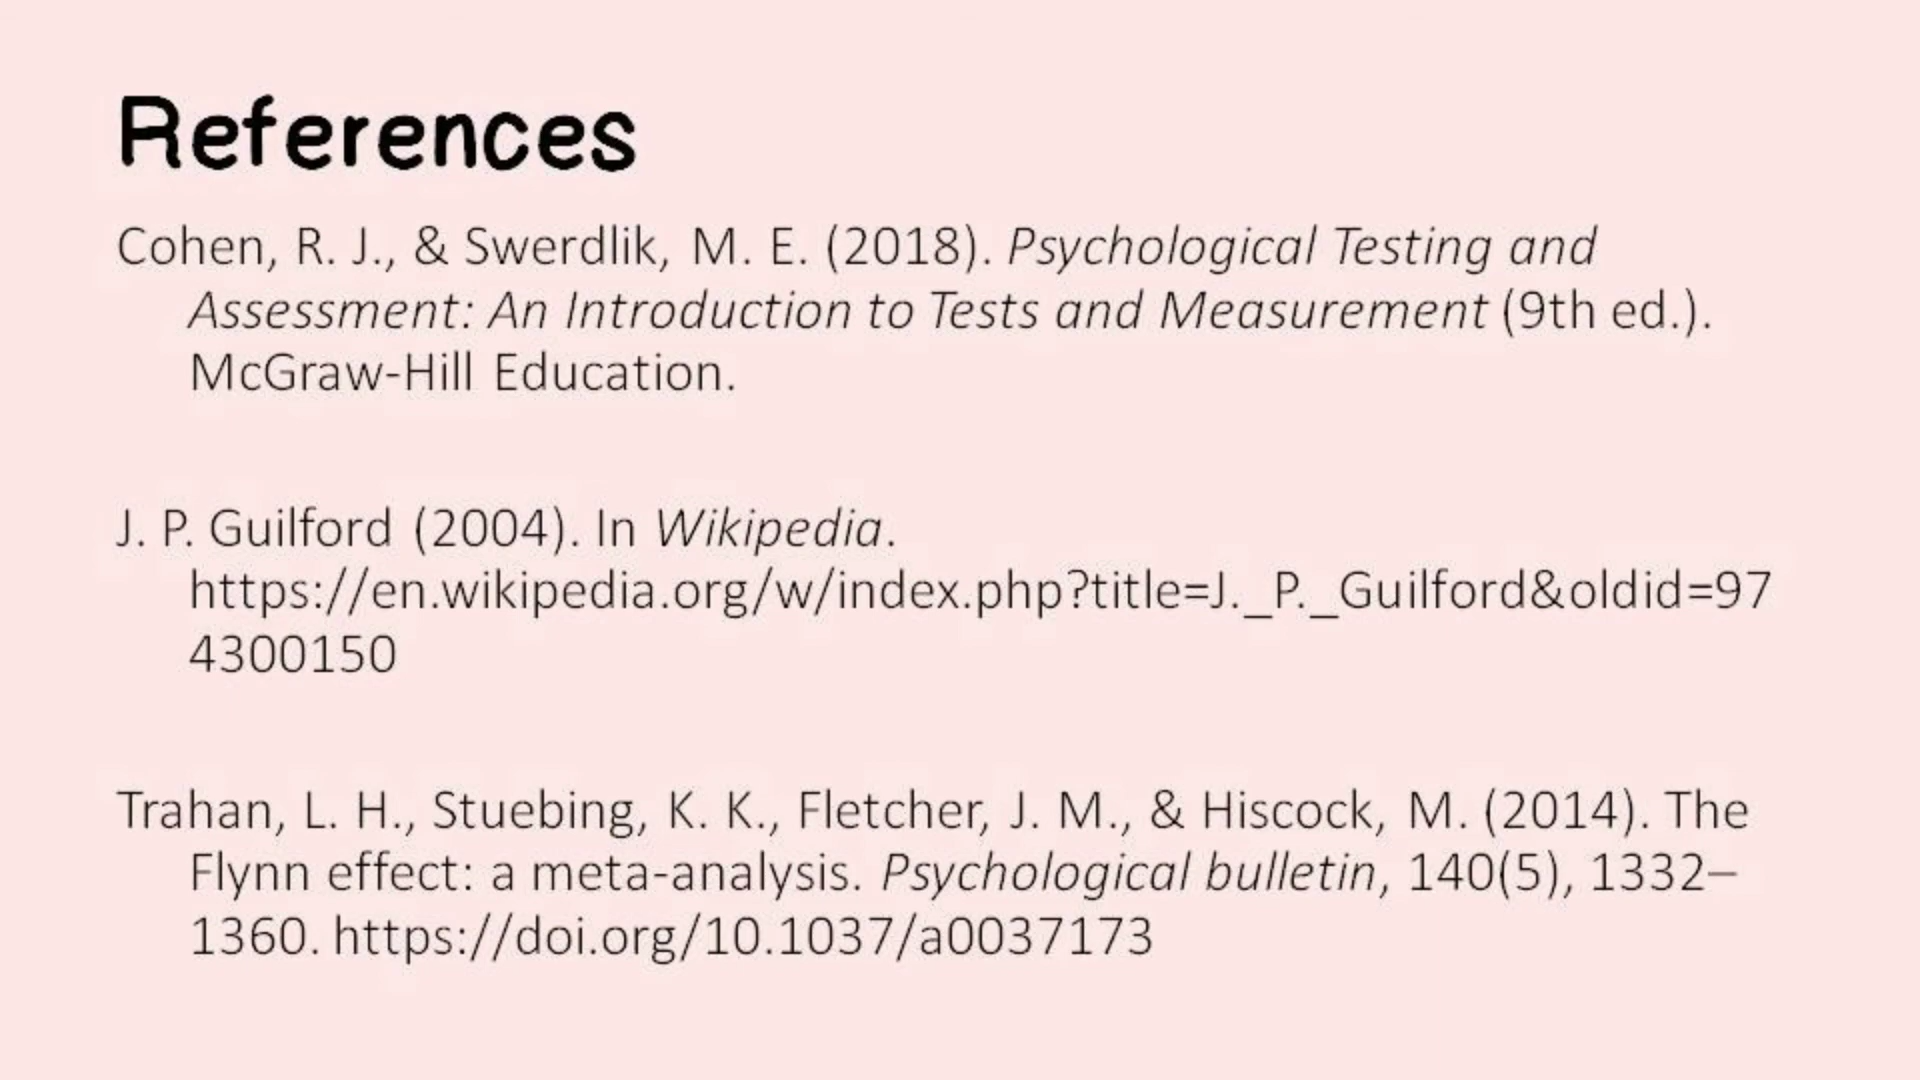 References
Cohen, R. J., & Swerdlik, M. E. (2018). Psychological Testing and
Assessment: An Introduction to Tests and Measurement (9th ed.).
McGraw-Hill Education.
J. P. Guilford (2004). In Wikipedia.
https://en.wikipedia.org/w/index.php?title=J._P._Guilford&oldid=97
4300150
Trahan, L. H., Stuebing, K. K., Fletcher, J. M., & Hiscock, M. (2014). The
Flynn effect: a meta-analysis. Psychological bulletin, 140(5), 1332–
1360. https://doi.org/10.1037/a0037173